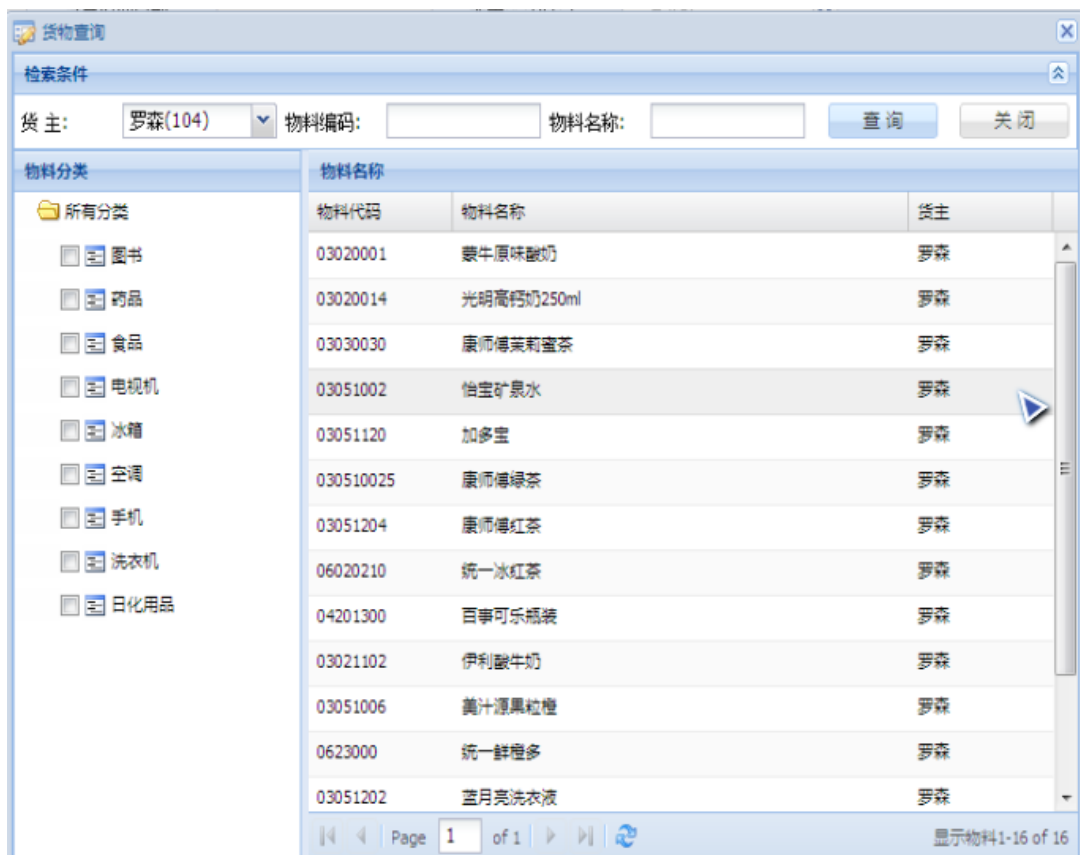 货物查询
检索条件
货 主: 罗森(104) 物料编码: 物料名称: 查 询 关 闭
物料分类
所有分类
图书
药品
食品
电视机
冰箱
空调
手机
洗衣机
日化用品
物料名称
物料代码 物料名称 货主
03020001 蒙牛原味酸奶 罗森
03020014 光明高钙奶250ml 罗森
03030030 康师傅茉莉蜜茶 罗森
03051002 怡宝矿泉水 罗森
03051120 加多宝 罗森
030510025 康师傅绿茶 罗森
03051204 康师傅红茶 罗森
06020210 统一冰红茶 罗森
04201300 百事可乐瓶装 罗森
03021102 伊利酸牛奶 罗森
03051006 美汁源果粒橙 罗森
0623000 统一鲜橙多 罗森
03051202 蓝月亮洗衣液 罗森
Page 1 of 1 显示物料1-16 of 16